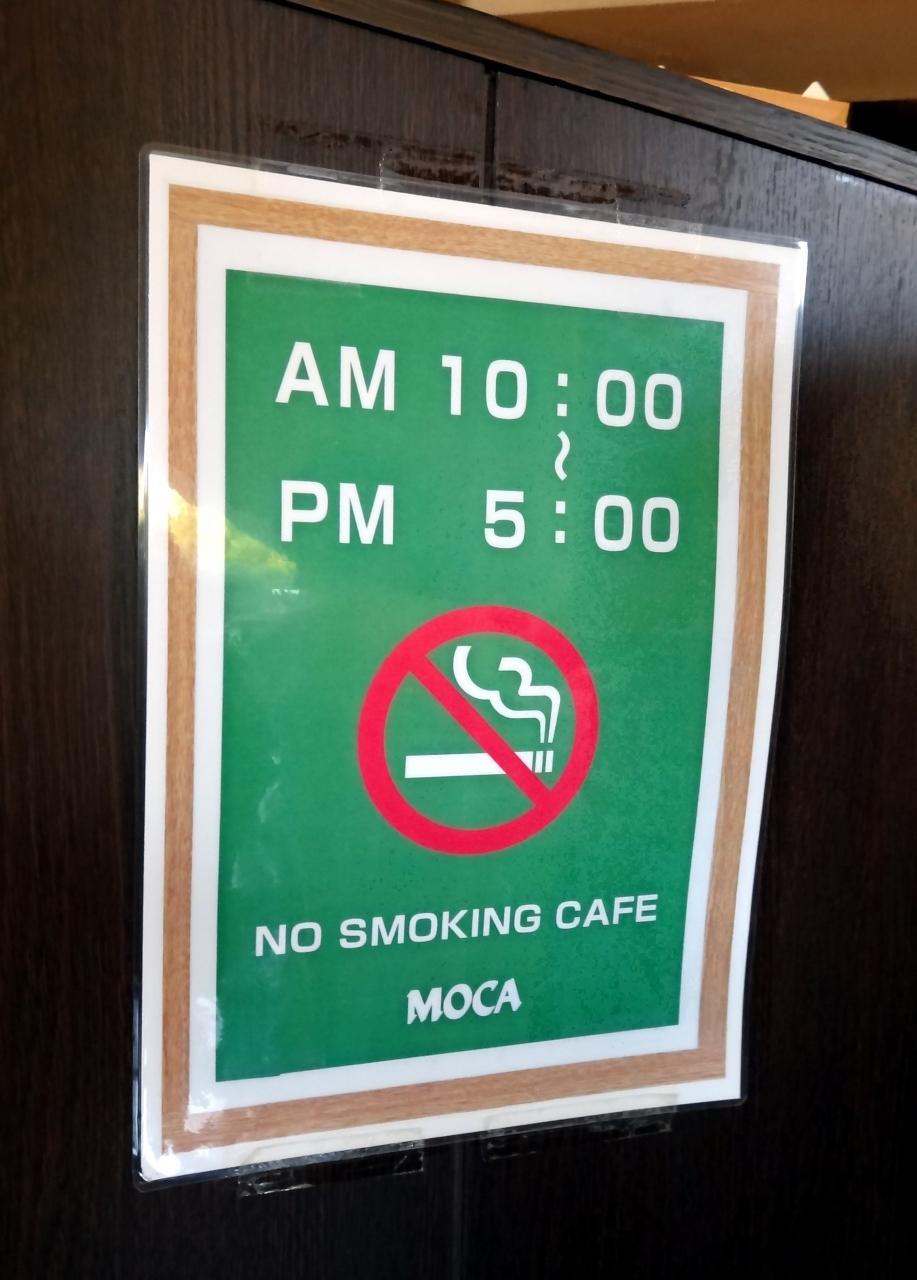 AM 10:00
~
PM 5:00
NO SMOKING CAFE
MOCA